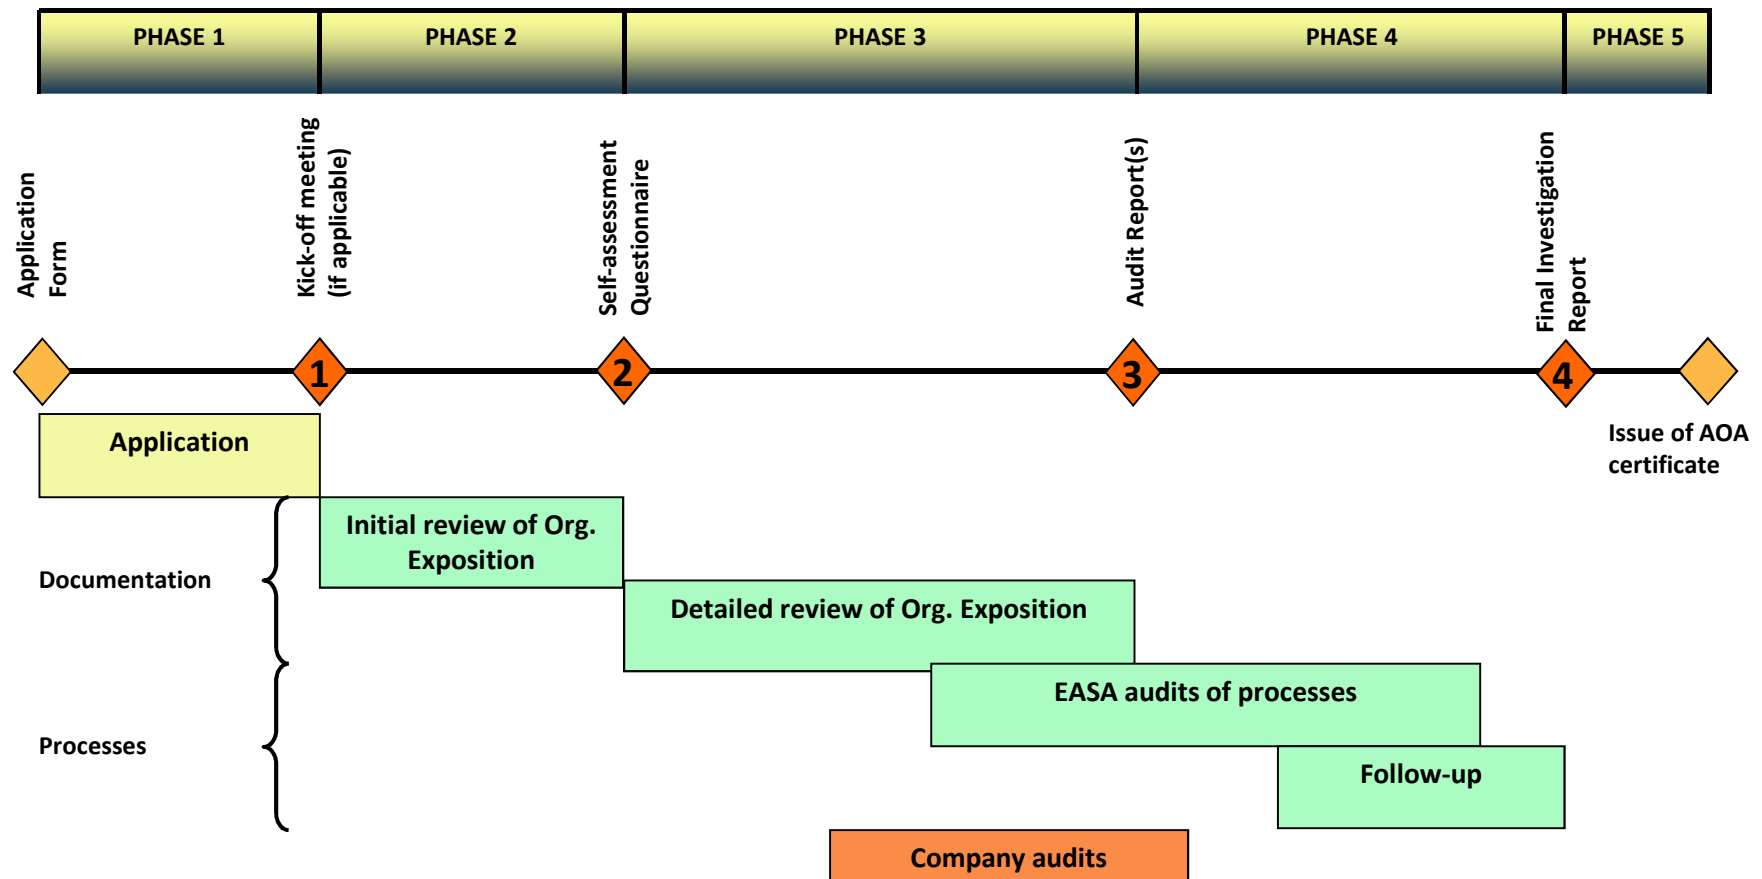 PHASE 1
PHASE 2
PHASE 3
PHASE 4
PHASE 5
Application
Form
Kick-off meeting
(if applicable)
Self-assessment
Questionnaire
Audit Report(s)
Final Investigation
Report
1
2
3
4
Issue of AOA
certificate
Application
Initial review of Org.
Exposition
Documentation
Detailed review of Org. Exposition
EASA audits of processes
Processes
Follow-up
Company audits